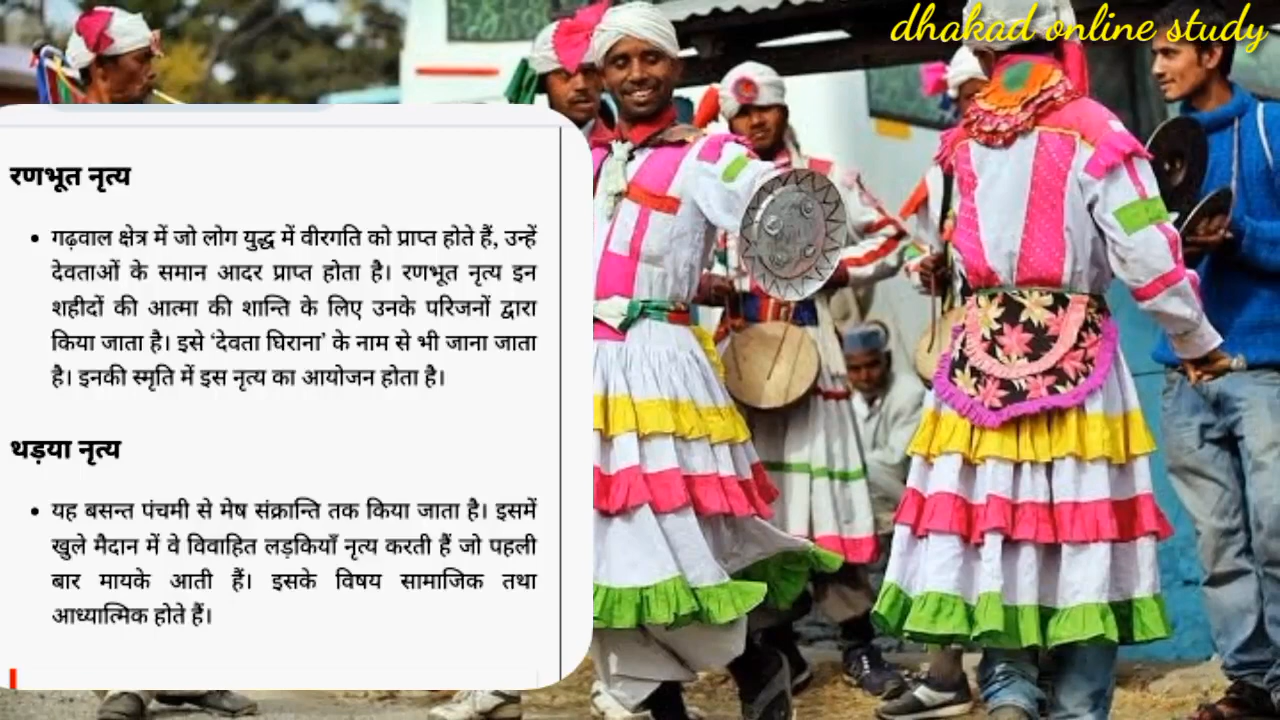 dhakad online study
रणभूत नृत्य
• गढ़वाल क्षेत्र में जो लोग युद्ध में वीरगति को प्राप्त होते हैं, उन्हें
देवताओं के समान आदर प्राप्त होता है। रणभूत नृत्य इन
शहीदों की आत्मा की शान्ति के लिए उनके परिजनों द्वारा
किया जाता है। इसे ‘देवता घिराना’ के नाम से भी जाना जाता
है। इनकी स्मृति में इस नृत्य का आयोजन होता है।
थड़या नृत्य
• यह बसन्त पंचमी से मेष संक्रान्ति तक किया जाता है। इसमें
खुले मैदान में वे विवाहित लड़कियाँ नृत्य करती हैं जो पहली
बार मायके आती हैं। इसके विषय सामाजिक तथा
आध्यात्मिक होते हैं।